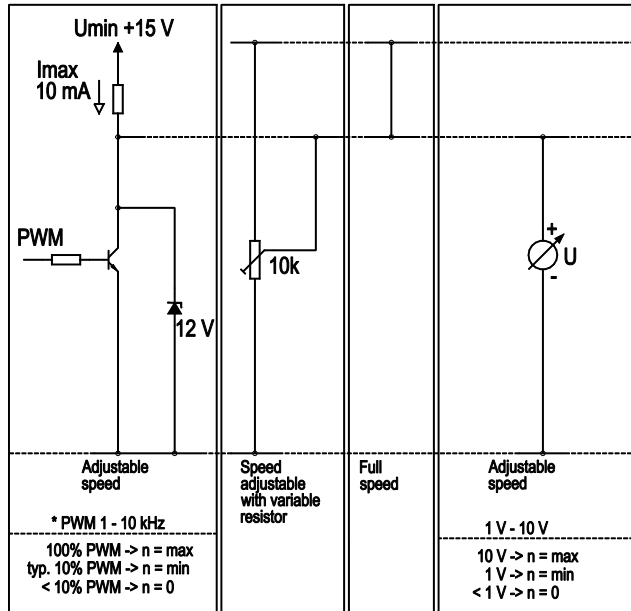 Umin +15 V
Imax
10 mA
PWM
12 V
10k
+
U
-
Adjustable
speed
* PWM 1 - 10 kHz
100% PWM -> n = max
typ. 10% PWM -> n = min
< 10% PWM -> n = 0
Speed
adjustable
with variable
resistor
Full
speed
Adjustable
speed
1 V - 10 V
10 V -> n = max
1 V -> n = min
< 1 V -> n = 0